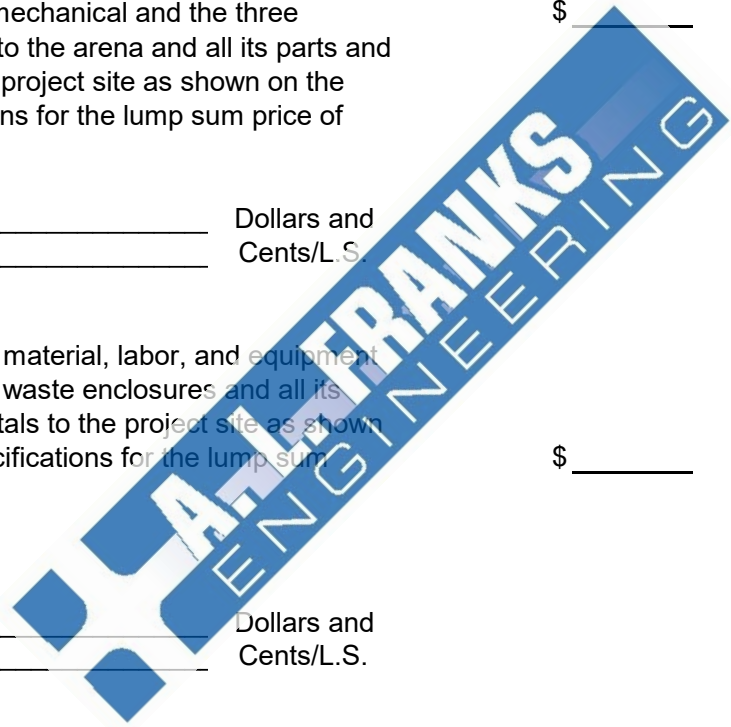 nechanical and the three
$
to the arena and all its parts and
project site as shown on the
ns for the lump sum price of
Dollars and
Cents/L.S.
material, labor, and equipment
waste enclosures and all its
tals to the project site as shown
cifications for the lump sum
$
Dollars and
Cents/L.S.
A.L. FRANKS
ENGINEERING